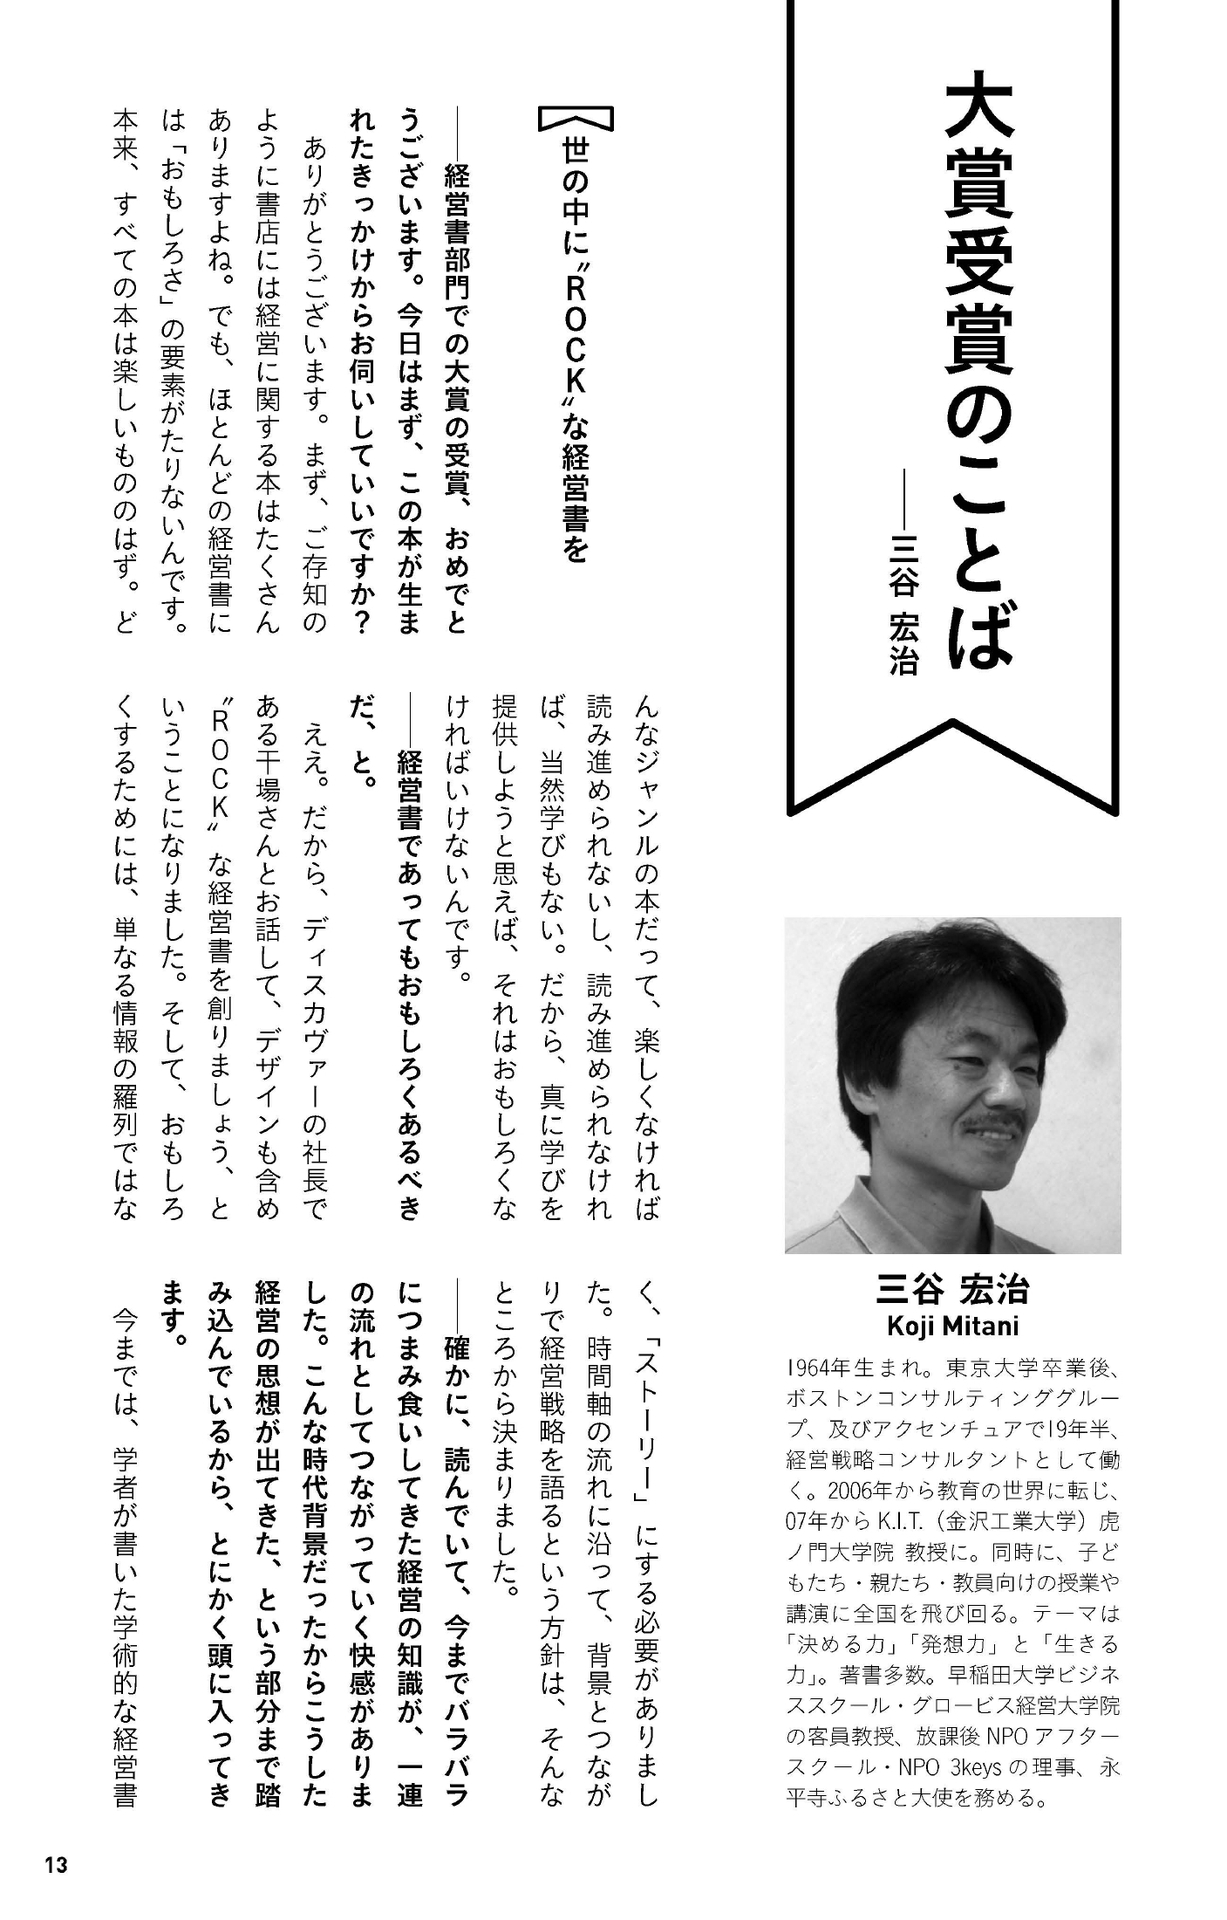 大賞受賞のことば
――三谷 宏治
三谷 宏治
Koji Mitani
1964年生まれ。東京大学卒業後、
ボストンコンサルティンググルー
プ、及びアクセンチュアで19年半、
経営戦略コンサルタントとして働
く。2006年から教育の世界に転じ、
07年から K.I.T.（金沢工業大学）虎
ノ門大学院 教授に。同時に、子ど
もたち・親たち・教員向けの授業や
講演に全国を飛び回る。テーマは
「決める力」「発想力」と「生きる
力」。著書多数。早稲田大学ビジネ
ススクール・グロービス経営大学院
の客員教授、放課後 NPO アフター
スクール・NPO 3keys の理事、永
平寺ふるさと大使を務める。
世の中に〝ROCK〟な経営書を
――経営書部門での大賞の受賞、おめでと
うございます。今日はまず、この本が生ま
れたきっかけからお伺いしていいですか？
ありがとうございます。まず、ご存知の
ように書店には経営に関する本はたくさん
ありますよね。でも、ほとんどの経営書に
は「おもしろさ」の要素がたりないんです。
本来、すべての本は楽しいもののはず。ど
んなジャンルの本だって、楽しくなければ
読み進められないし、読み進められなけれ
ば、当然学びもない。だから、真に学びを
提供しようと思えば、それはおもしろくな
ければいけないんです。
――経営書であってもおもしろくあるべき
だ、と。
ええ。だから、ディスカヴァーの社長で
ある干場さんとお話して、デザインも含め
〝ROCK〟な経営書を創りましょう、と
いうことになりました。そして、おもしろ
くするためには、単なる情報の羅列ではな
く、「ストーリー」にする必要がありまし
た。時間軸の流れに沿って、背景とつなが
りで経営戦略を語るという方針は、そんな
ところから決まりました。
――確かに、読んでいて、今までバラバラ
につまみ食いしてきた経営の知識が、一連
の流れとしてつながっていく快感がありま
した。こんな時代背景だったからこうした
経営の思想が出てきた、という部分まで踏
み込んでいるから、とにかく頭に入ってき
ます。
今までは、学者が書いた学術的な経営書
13